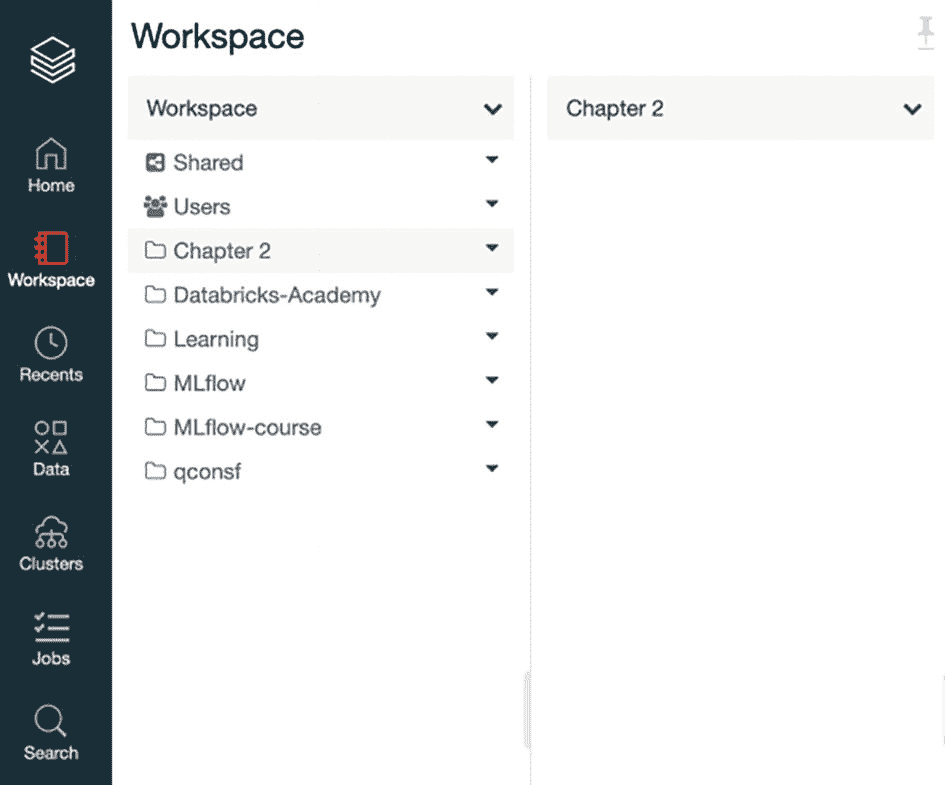 Workspace
Home
Workspace
Recents
Data
Clusters
Jobs
Search
Workspace
Shared
Users
Chapter 2
Databricks-Academy
Learning
MLflow
MLflow-course
qconsf
Chapter 2